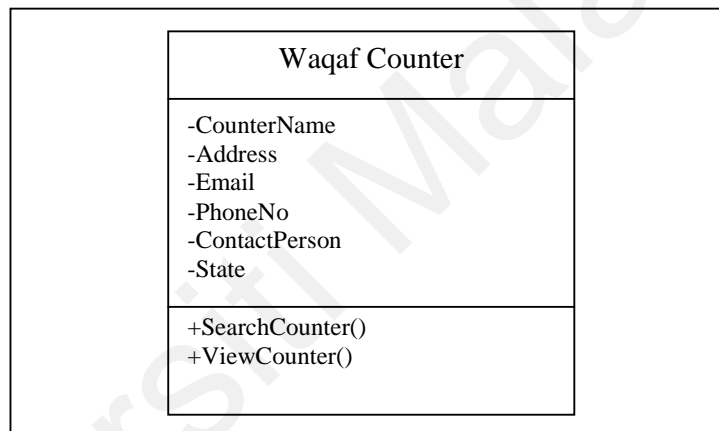 Waqaf Counter
-CounterName
-Address
-Email
-PhoneNo
-ContactPerson
-State
+SearchCounter()
+ViewCounter()